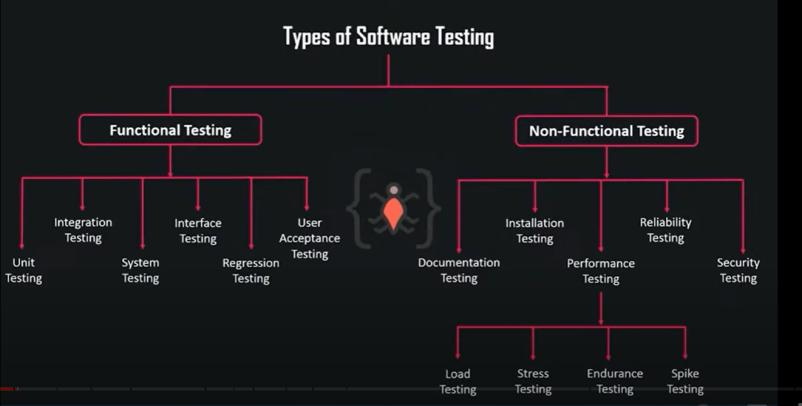 Types of Software Testing
Functional Testing
Non-Functional Testing
Unit
Testing
Integration
Testing
System
Testing
Interface
Testing
Regression
Testing
User
Acceptance
Testing
Documentation
Testing
Installation
Testing
Performance
Testing
Reliability
Testing
Security
Testing
Load
Testing
Stress
Testing
Endurance
Testing
Spike
Testing